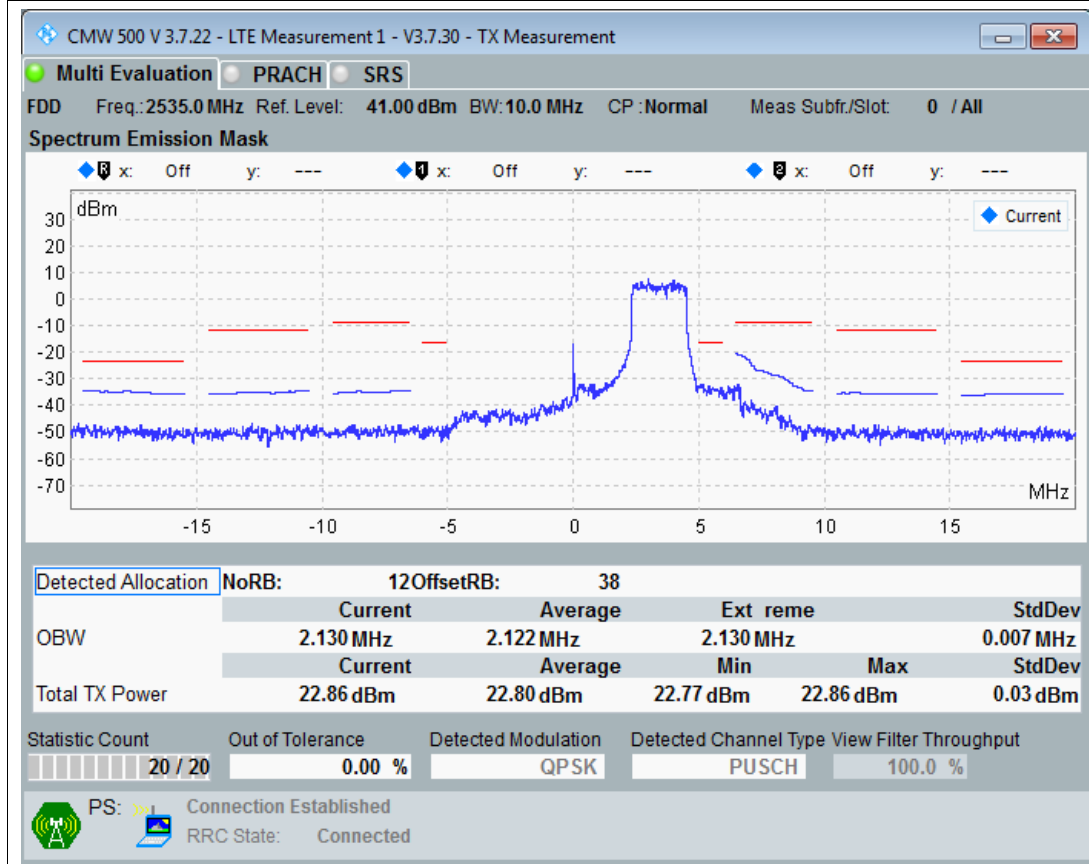 CMW 500 V 3.7.22 - LTE Measurement 1 - V3.7.30 - TX Measurement
Multi Evaluation PRACH SRS
FDD Freq.: 2535.0 MHz Ref. Level: 41.00 dBm BW: 10.0 MHz CP : Normal Meas Subfr./Slot: 0 / All
Spectrum Emission Mask
R x: Off y: --- 1 x: Off y: --- 2 x: Off y: ---
dBm
Current
30
20
10
0
-10
-20
-30
-40
-50
-60
-70
MHz
-15 -10 -5 0 5 10 15
Detected Allocation NoRB: 12 OffsetRB: 38
Current Average Ext reme StdDev
OBW 2.130 MHz 2.122 MHz 2.130 MHz 0.007 MHz
Current Average Min Max StdDev
Total TX Power 22.86 dBm 22.80 dBm 22.77 dBm 22.86 dBm 0.03 dBm
Statistic Count Out of Tolerance Detected Modulation Detected Channel Type View Filter Throughput
20 / 20 0.00 % QPSK PUSCH 100.0 %
PS: Connection Established
RRC State: Connected